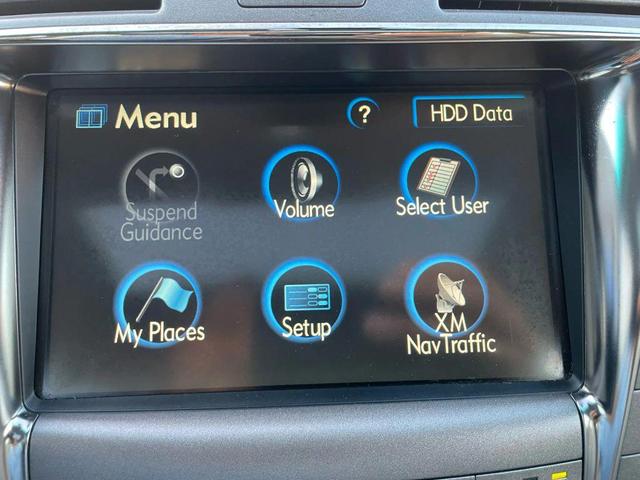 Menu
?
HDD Data
Suspend
Guidance
Volume
Select User
My Places
Setup
XM
NavTraffic